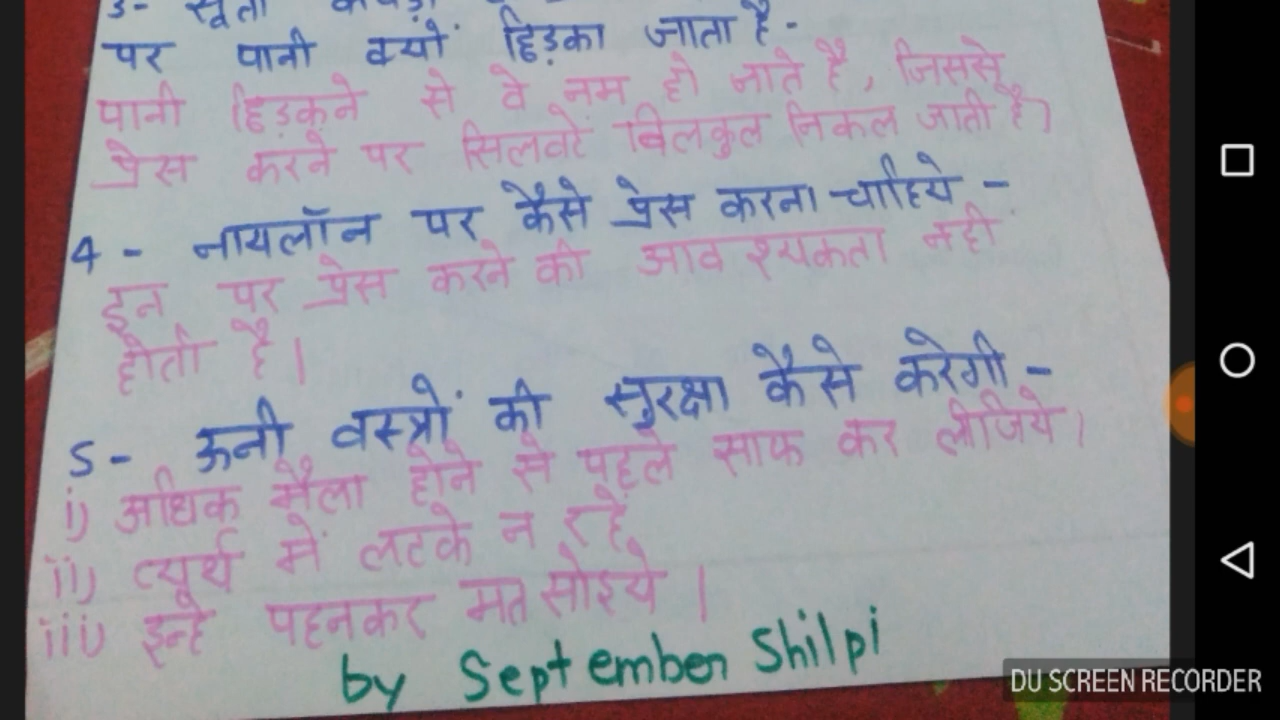 3- सूती
पर पानी क्यों छिड़का जाता है-
पानी छिड़कने से वे नम हो जाते है, जिससे
प्रेस करने पर सिलवटें बिलकुल निकल जाती है।
4- नायलॉन पर कैसे प्रेस करना चाहिये -
इन पर प्रेस करने की आवश्यकता नही
होती है।
5- ऊनी वस्त्रों की सुरक्षा कैसे करेगी -
i) अधिक मैला होने से पहले साफ कर लीजिये।
ii) व्यर्थ में लटके न रहें
iii) इन्हे पहनकर मत सोइये।
by September Shilpi
DU SCREEN RECORDER